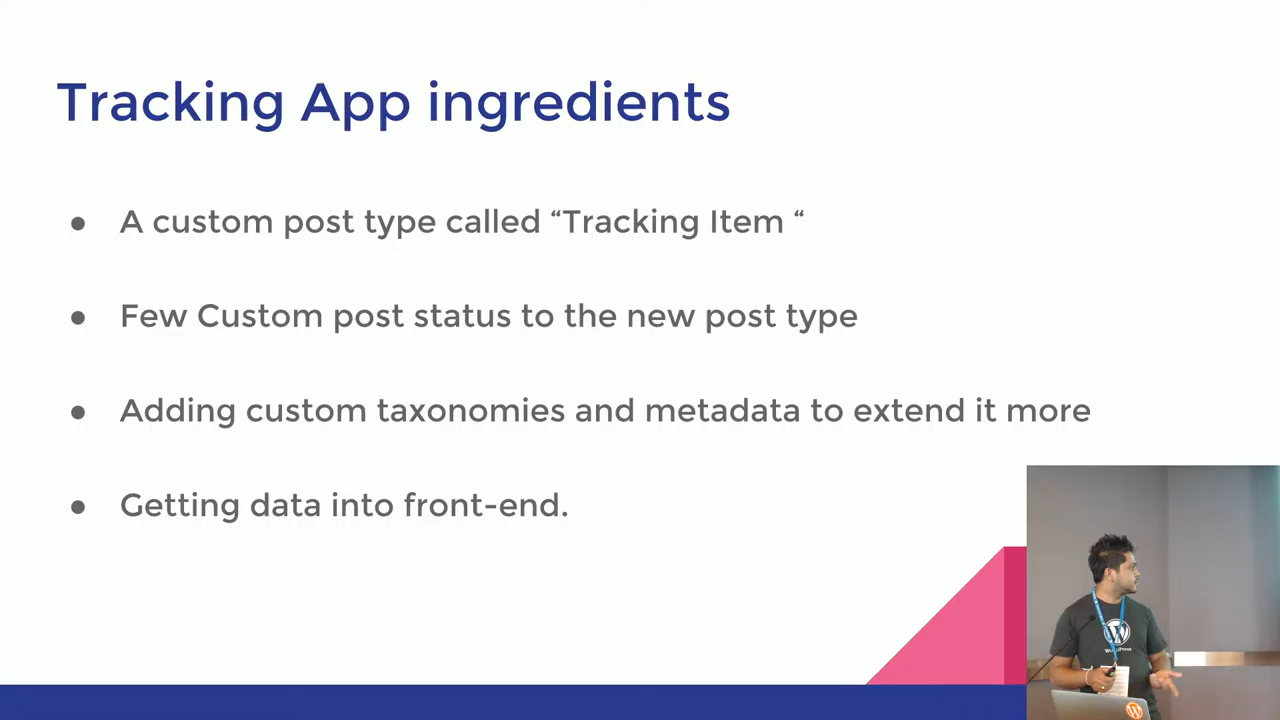 Tracking App ingredients
● A custom post type called “Tracking Item “
● Few Custom post status to the new post type
● Adding custom taxonomies and metadata to extend it more
● Getting data into front-end.
W
WordPress